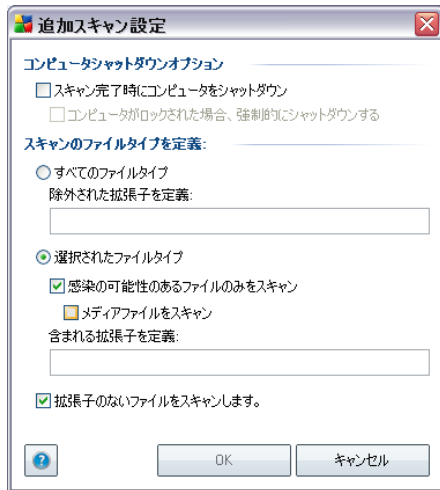 追加スキャン設定
コンピュータシャットダウンオプション
スキャン完了時にコンピュータをシャットダウン
コンピュータがロックされた場合、強制的にシャットダウンする
スキャンのファイルタイプを定義:
すべてのファイルタイプ
除外された拡張子を定義:
選択されたファイルタイプ
感染の可能性のあるファイルのみをスキャン
メディアファイルをスキャン
含まれる拡張子を定義:
拡張子のないファイルをスキャンします。
? OK キャンセル